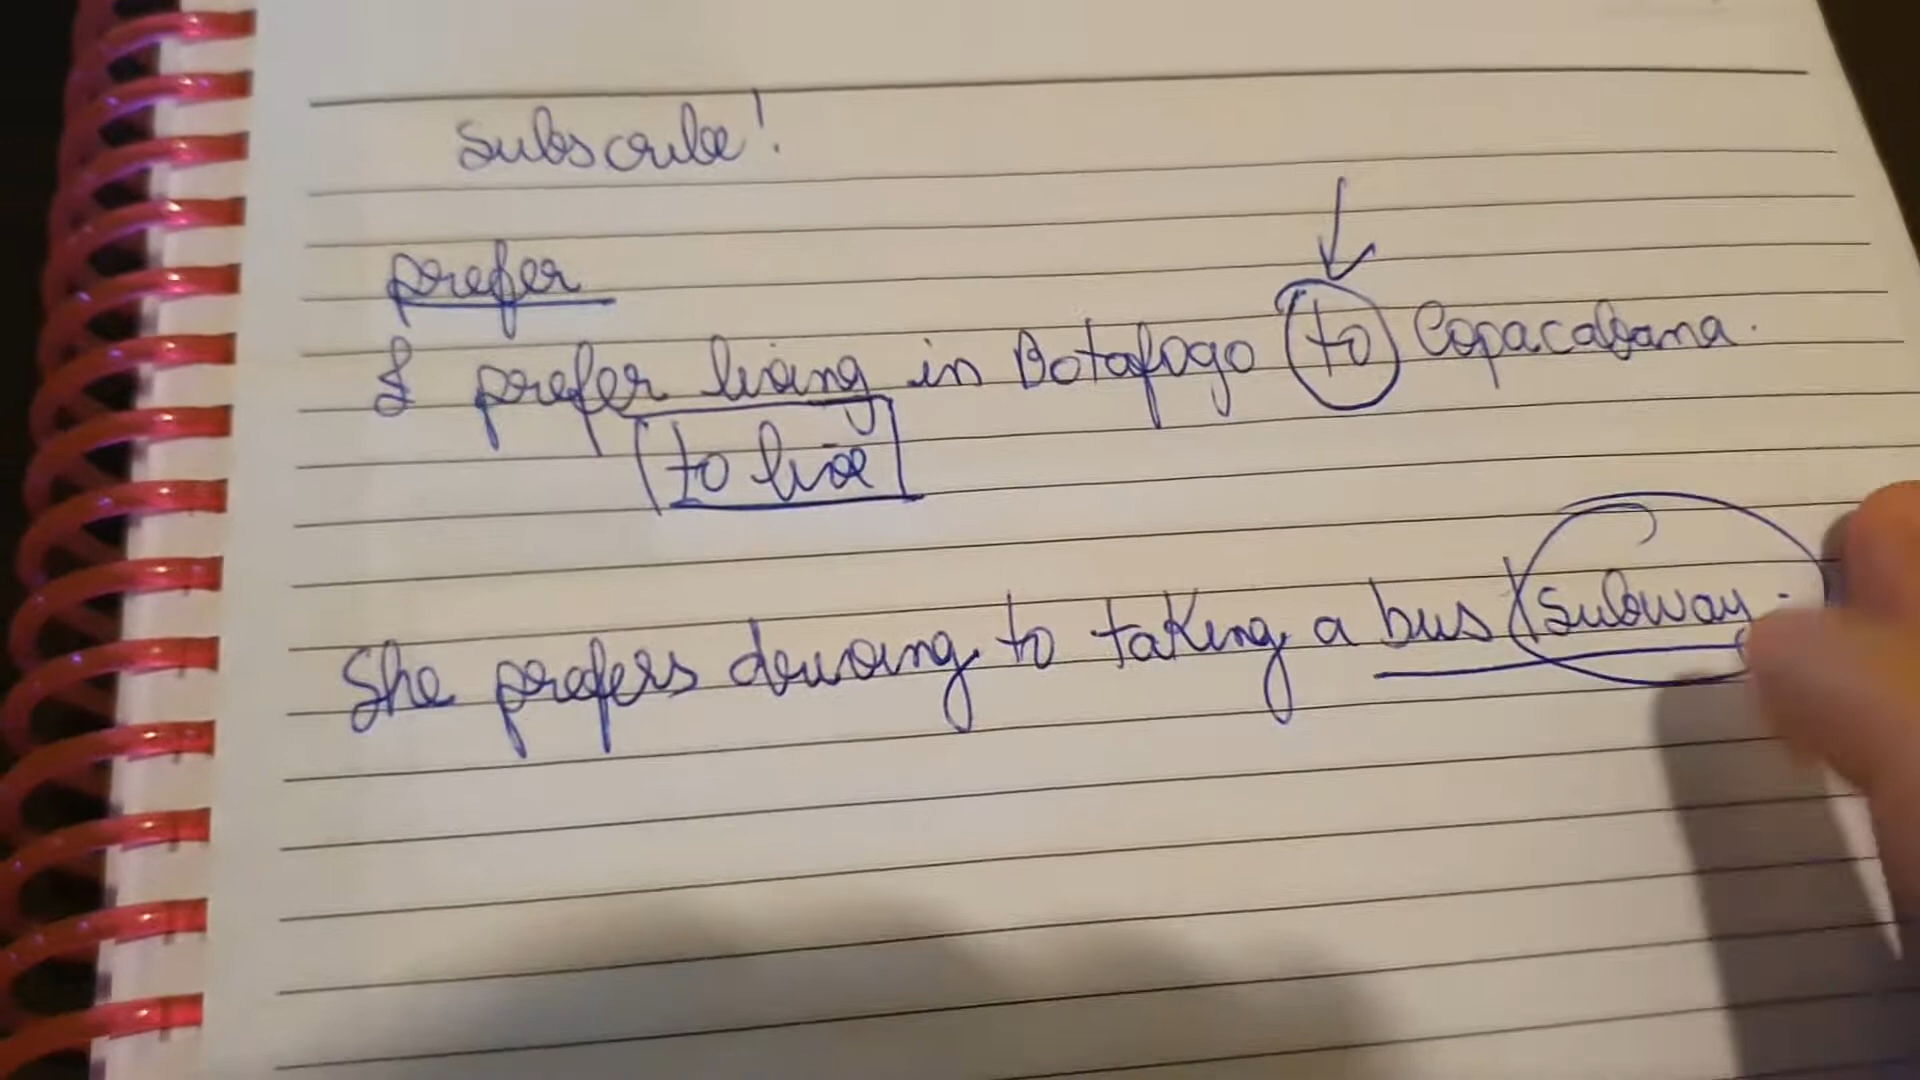 Subscribe!
prefer
I prefer living in Botafogo to Copacabana.
to live
She prefers driving to taking a bus/subway.